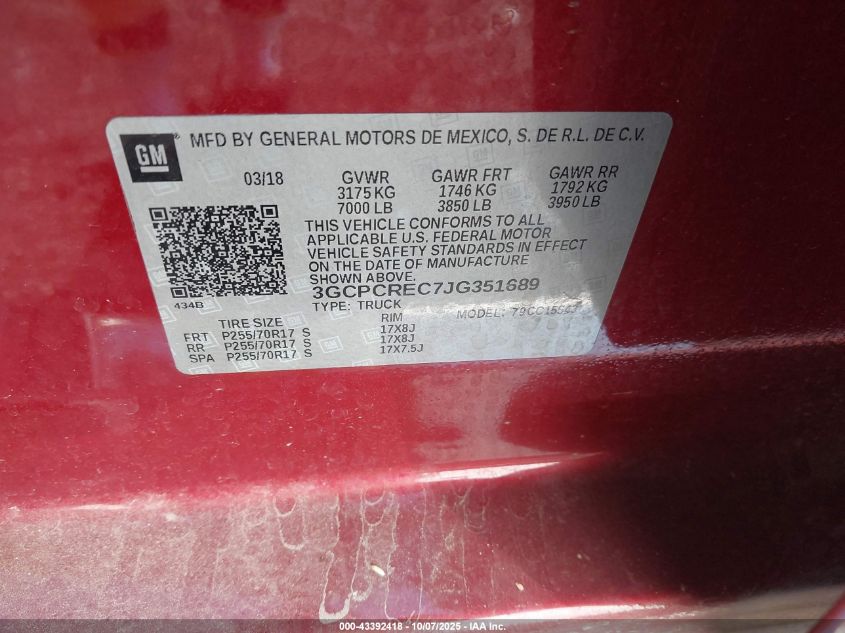 GM ® MFD BY GENERAL MOTORS DE MEXICO, S. DE R.L. DE C.V.
03/18 GVWR GAWR FRT GAWR RR
3175 KG 1746 KG 1792 KG
7000 LB 3850 LB 3950 LB
THIS VEHICLE CONFORMS TO ALL
APPLICABLE U.S. FEDERAL MOTOR
VEHICLE SAFETY STANDARDS IN EFFECT
ON THE DATE OF MANUFACTURE
SHOWN ABOVE.
434B 3GCPCREC7JG351689
TYPE: TRUCK MODEL:
TIRE SIZE RIM
FRT P255/70R17 S 17X8J
RR P255/70R17 S 17X8J
SPA P255/70R17 S 17X7.5J
000-43392418 - 10/07/2025 - IAA Inc.